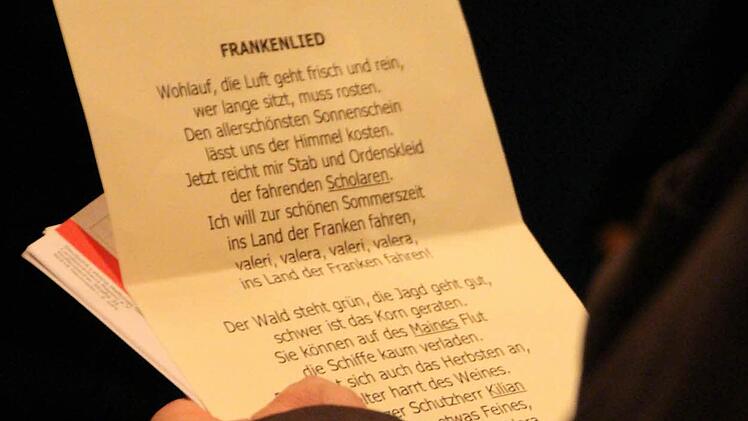 FRANKENLIED
Wohlauf, die Luft geht frisch und rein,
wer lange sitzt, muss rosten.
Den allerschönsten Sonnenschein
lässt uns der Himmel kosten.
Jetzt reicht mir Stab und Ordenskleid
der fahrenden Scholaren.
Ich will zur schönen Sommerszeit
ins Land der Franken fahren,
valeri, valera, valeri, valera,
ins Land der Franken fahren!
Der Wald steht grün, die Jagd geht gut,
schwer ist das Korn geraten.
Sie können auf des Maines Flut
die Schiffe kaum verladen.
sich auch das Herbsten an,
harrt des Weines.
Schutzherr Kilian
etwas Feines,